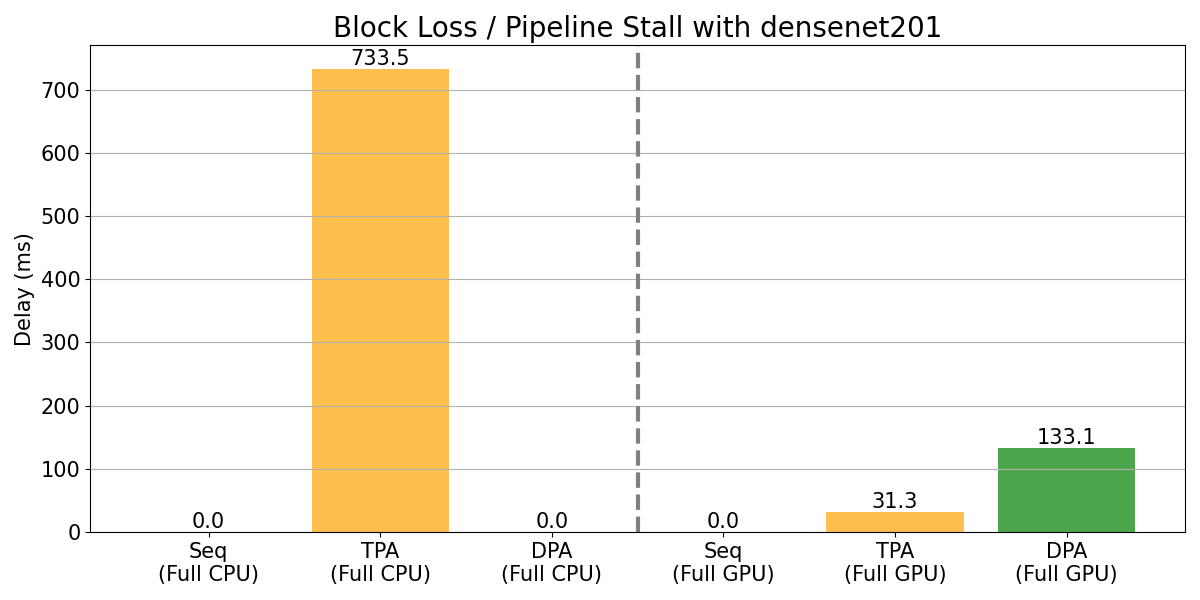 Block Loss / Pipeline Stall with densenet201
Delay (ms)
700
600
500
400
300
200
100
0
0.0
733.5
0.0
0.0
31.3
133.1
Seq
(Full CPU)
TPA
(Full CPU)
DPA
(Full CPU)
Seq
(Full GPU)
TPA
(Full GPU)
DPA
(Full GPU)